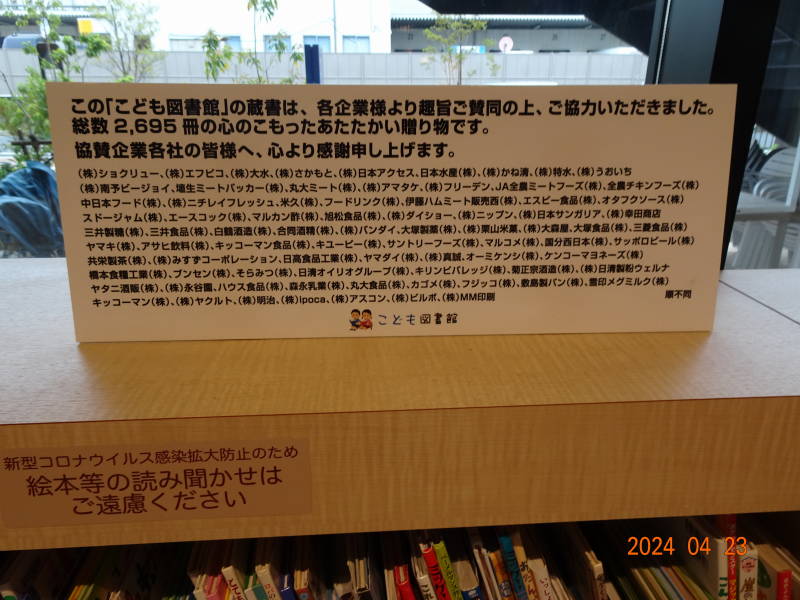 この「こども図書館」の蔵書は、各企業様より趣旨ご賛同の上、ご協力いただきました。
総数2,695冊の心のこもったあたたかい贈り物です。
協賛企業各社の皆様へ、心より感謝申し上げます。
(株)ショクリュー、(株)エフピコ、(株)大水、(株)さかもと、(株)日本アクセス、日本水産(株)、(株)かね清、(株)特水、(株)うおいち
(株)南予ビージョイ、埴生ミートパッカー(株)、丸大ミート(株)、(株)アマタケ、(株)フリーデン、JA全農ミートフーズ(株)、全農チキンフーズ(株)
中日本フード(株)、(株)ニチレイフレッシュ、米久(株)、フードリンク(株)、伊藤ハムミート販売西(株)、エスビー食品(株)、オタフクソース(株)
スドージャム(株)、エースコック(株)、マルカン酢(株)、旭松食品(株)、(株)ダイショー、(株)ニップン、(株)日本サンガリア、(株)幸田商店
三井製糖(株)、三井食品(株)、白鶴酒造(株)、合同酒精(株)、(株)バンダイ、大塚製薬(株)、(株)栗山米菓、(株)大森屋、大塚食品(株)、三菱食品(株)
ヤマキ(株)、アサヒ飲料(株)、キッコーマン食品(株)、キユーピー(株)、サントリーフーズ(株)、マルコメ(株)、国分西日本(株)、サッポロビール(株)
共栄製茶(株)、(株)みすずコーポレーション、日高食品工業(株)、ヤマダイ(株)、(株)真誠、オーミケンシ(株)、ケンコーマヨネーズ(株)
橋本食糧工業(株)、ブンセン(株)、そらみつ(株)、日清オイリオグループ(株)、キリンビバレッジ(株)、菊正宗酒造(株)、(株)日清製粉ウェルナ
ヤタニ酒販(株)、(株)永谷園、ハウス食品(株)、森永乳業(株)、丸大食品(株)、カゴメ(株)、フジッコ(株)、敷島製パン(株)、雪印メグミルク(株)
キッコーマン(株)、(株)ヤクルト、(株)明治、(株)ipoca、(株)アスコン、(株)ビルポ、(株)MM印刷 順不同
こども図書館
新型コロナウイルス感染拡大防止のため
絵本等の読み聞かせは
ご遠慮ください
2024 04 23